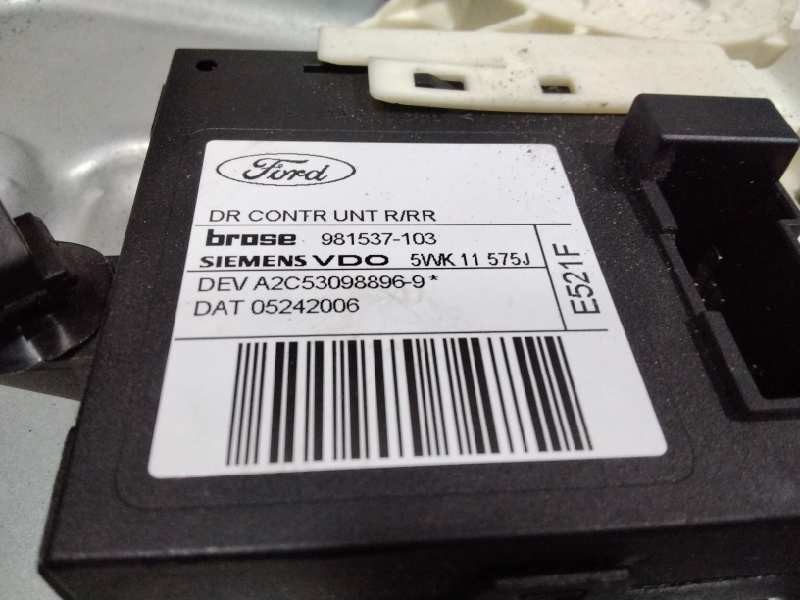 Ford
DR CONTR UNT R/RR
brose 981537-103
SIEMENS VDO 5WK 11 575J
DEV A2C53098896-9*
DAT 05242006
E521F